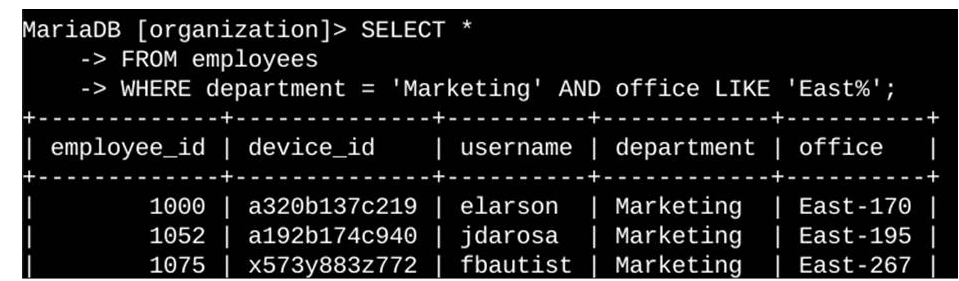 MariaDB [organization]> SELECT *
    -> FROM employees
    -> WHERE department = 'Marketing' AND office LIKE 'East%';
+-------------+--------------+----------+------------+----------+
| employee_id | device_id    | username | department | office   |
+-------------+--------------+----------+------------+----------+
|        1000 | a320b137c219 | elarson  | Marketing  | East-170 |
|        1052 | a192b174c940 | jdarosa  | Marketing  | East-195 |
|        1075 | x573y883z772 | fbautist | Marketing  | East-267 |